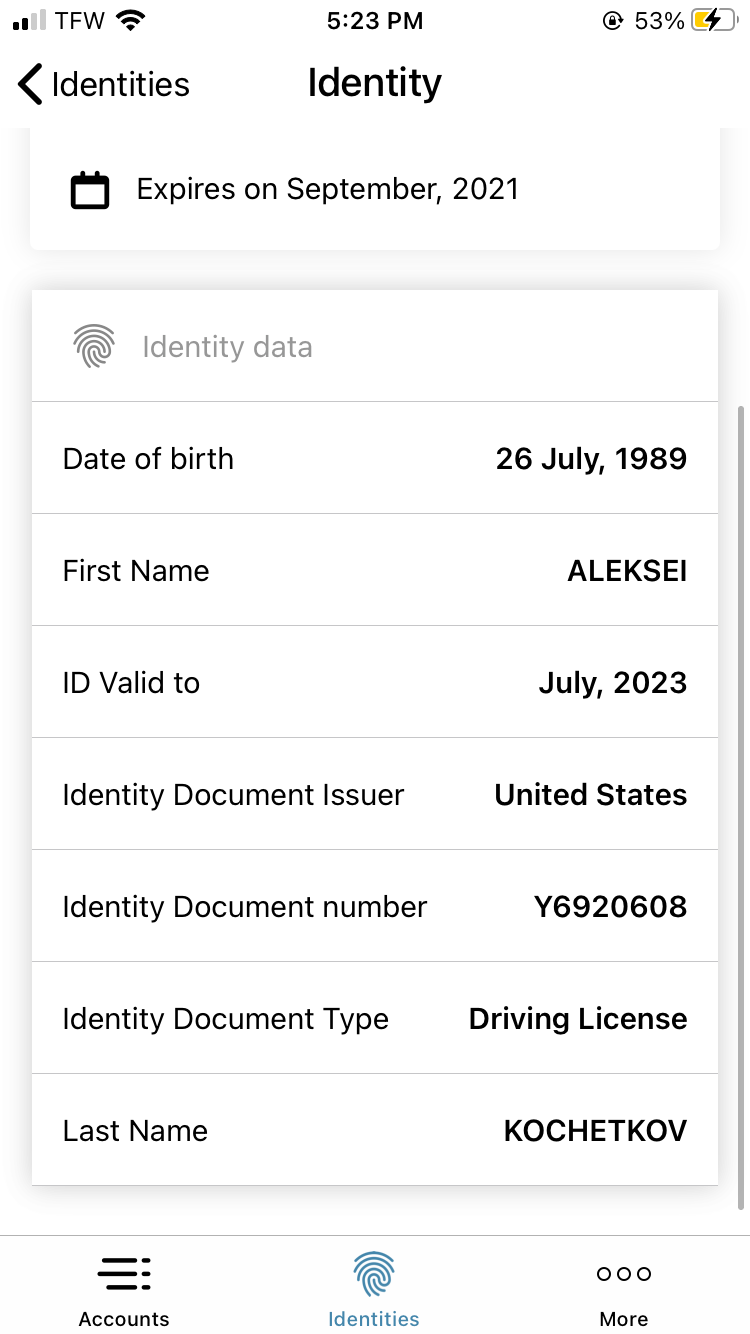 TFW 5:23 PM 53%
Identities Identity
Expires on September, 2021
Identity data
Date of birth 26 July, 1989
First Name ALEKSEI
ID Valid to July, 2023
Identity Document Issuer United States
Identity Document number Y6920608
Identity Document Type Driving License
Last Name KOCHETKOV
Accounts Identities More